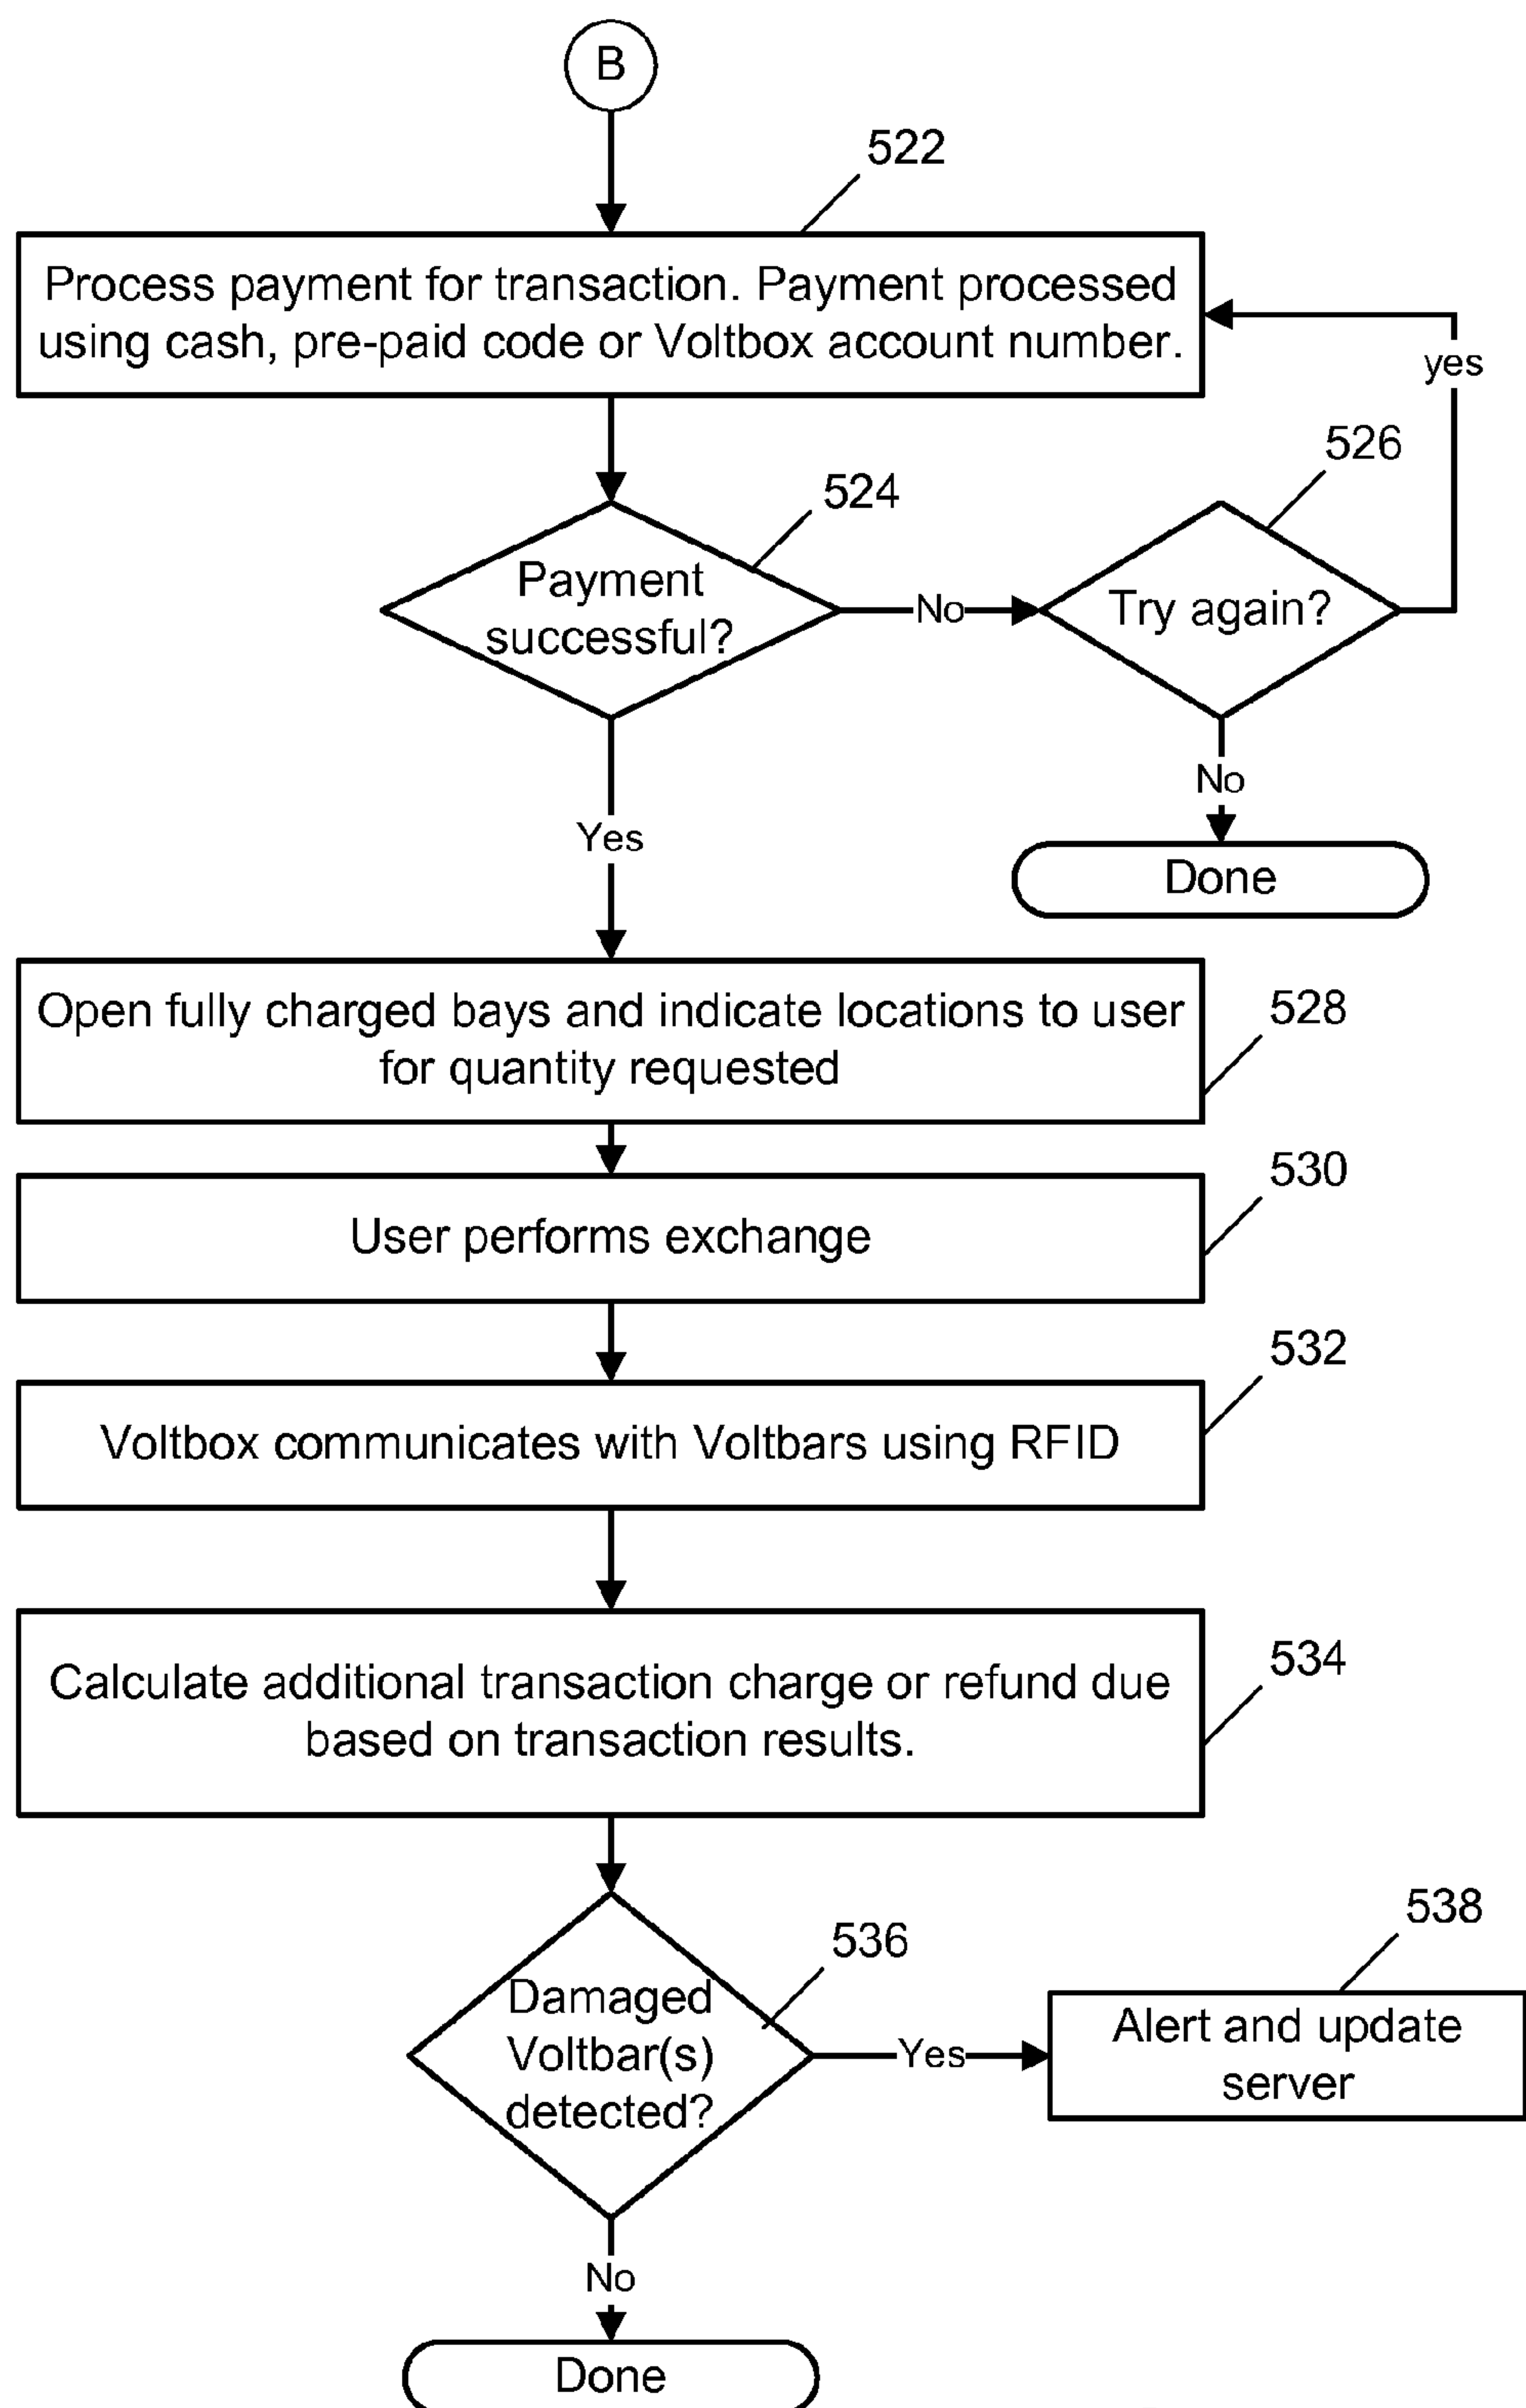 B
522
Process payment for transaction. Payment processed
using cash, pre-paid code or Voltbox account number.
yes
526
524
Payment
successful?
No
Try again?
No
Yes
Done
Open fully charged bays and indicate locations to user
for quantity requested
528
530
User performs exchange
532
Voltbox communicates with Voltbars using RFID
534
Calculate additional transaction charge or refund due
based on transaction results.
538
536
Damaged
Voltbar(s)
detected?
Yes
Alert and update
server
No
Done